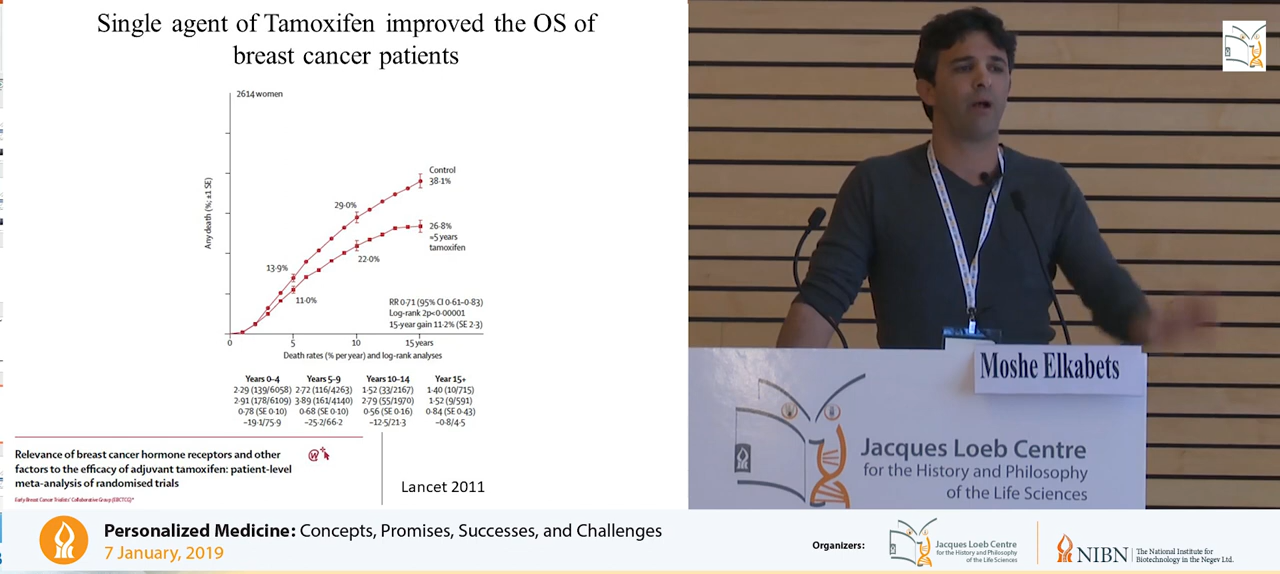 Single agent of Tamoxifen improved the OS of
breast cancer patients
2614 women
Any death (%; ±1 SE)
Control
38·1%
29·0%
26·8%
≈5 years
tamoxifen
22·0%
13·9%
11·0%
RR 0·71 (95% CI 0·61–0·83)
Log-rank 2p<0·00001
15-year gain 11·2% (SE 2·3)
0 5 10 15 years
Death rates (% per year) and log-rank analyses
Years 0-4 Years 5-9 Years 10-14 Year 15+
2·29 (139/6058) 2·72 (116/4263) 1·52 (33/2167) 1·40 (10/715)
2·91 (178/6109) 3·89 (161/4140) 2·79 (55/1970) 1·52 (9/591)
0·78 (SE 0·10) 0·68 (SE 0·10) 0·56 (SE 0·16) 0·84 (SE 0·43)
–19·1/75·9 –25·2/66·2 –12·5/21·3 –0·8/4·5
Relevance of breast cancer hormone receptors and other
factors to the efficacy of adjuvant tamoxifen: patient-level
meta-analysis of randomised trials
Early Breast Cancer Trialists' Collaborative Group (EBCTCG)*
Lancet 2011
Moshe Elkabets
Jacques Loeb Centre
for the History and Philosophy
of the Life Sciences
Personalized Medicine: Concepts, Promises, Successes, and Challenges
7 January, 2019
Organizers:
Jacques Loeb Centre
for the History and Philosophy
of the Life Sciences
NIBN
The National Institute for
Biotechnology in the Negev Ltd.